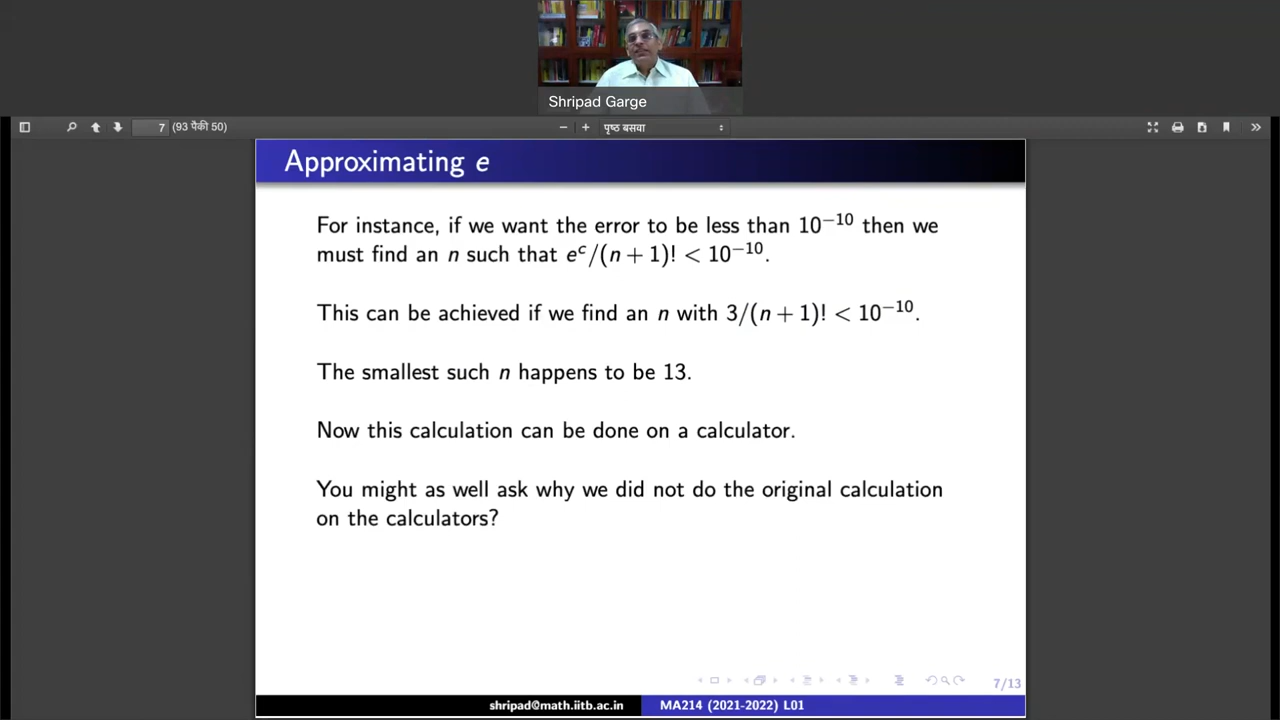 Shripad Garge
7 (93 पैकी 50)
− + पृष्ठ बसवा
Approximating e
For instance, if we want the error to be less than 10⁻¹⁰ then we
must find an n such that eᶜ/(n + 1)! < 10⁻¹⁰.
This can be achieved if we find an n with 3/(n + 1)! < 10⁻¹⁰.
The smallest such n happens to be 13.
Now this calculation can be done on a calculator.
You might as well ask why we did not do the original calculation
on the calculators?
7/13
shripad@math.iitb.ac.in MA214 (2021-2022) L01